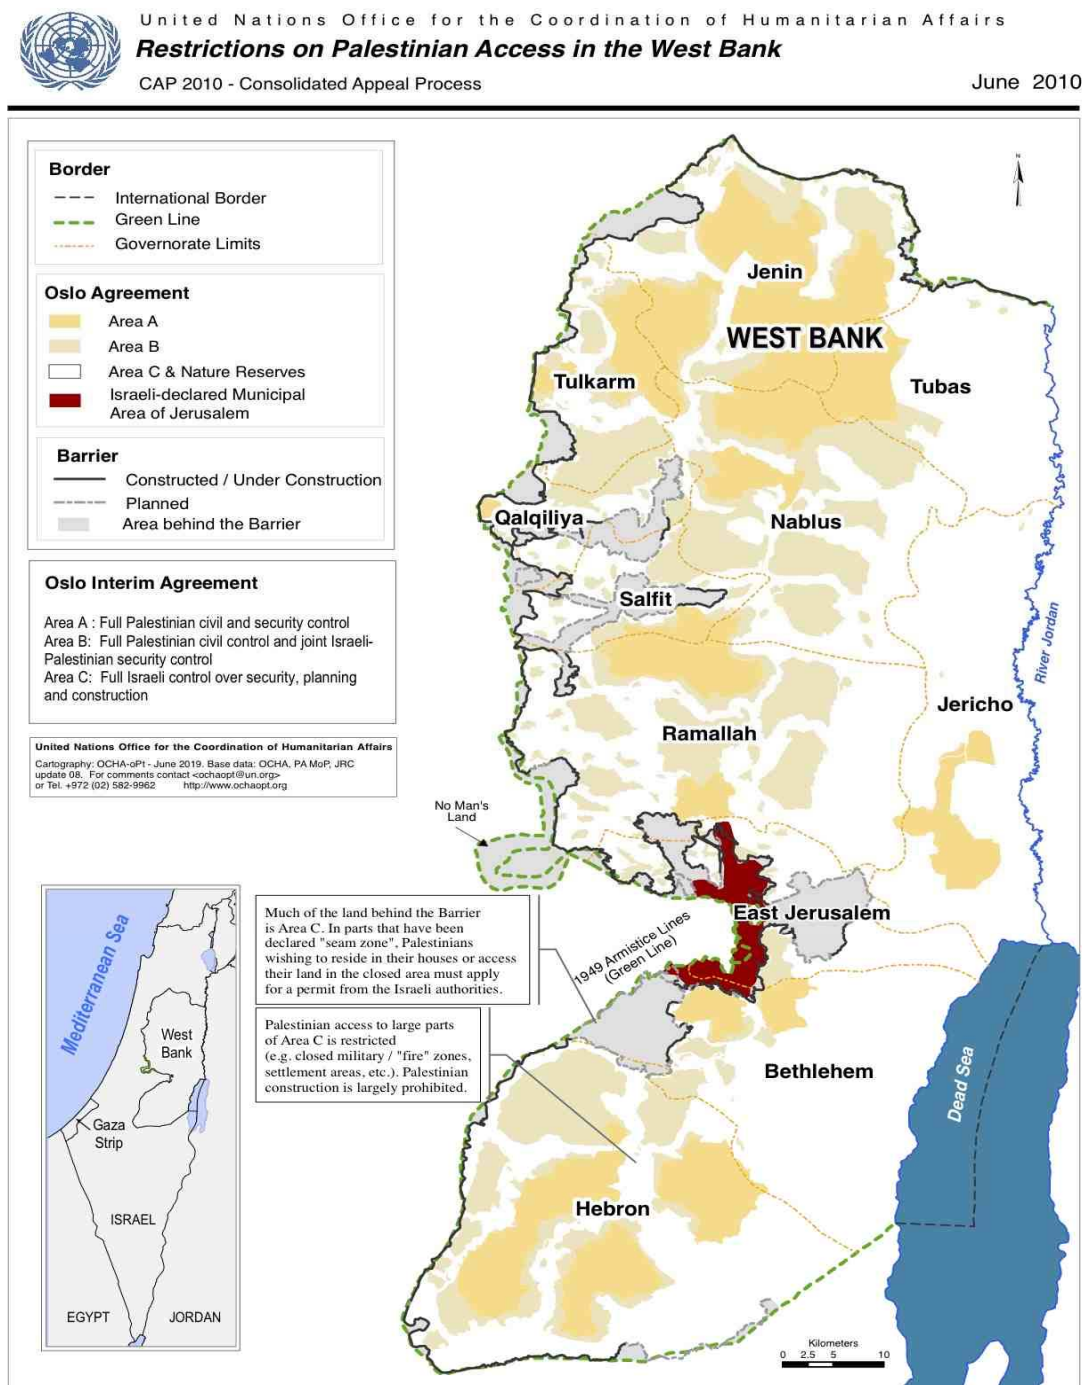 United Nations Office for the Coordination of Humanitarian Affairs
Restrictions on Palestinian Access in the West Bank
CAP 2010 - Consolidated Appeal Process
June 2010
Border
International Border
Green Line
Governorate Limits
Oslo Agreement
Area A
Area B
Area C & Nature Reserves
Israeli-declared Municipal
Area of Jerusalem
Barrier
Constructed / Under Construction
Planned
Area behind the Barrier
Oslo Interim Agreement
Area A : Full Palestinian civil and security control
Area B: Full Palestinian civil control and joint Israeli-
Palestinian security control
Area C: Full Israeli control over security, planning
and construction
United Nations Office for the Coordination of Humanitarian Affairs
Cartography: OCHA-oPt - June 2019. Base data: OCHA, PA MoP, JRC
update 08. For comments contact <ochaopt@un.org>
or Tel. +972 (02) 582-9962 http://www.ochaopt.org
N
Jenin
WEST BANK
Tulkarm
Tubas
Qalqiliya
Nablus
Salfit
River Jordan
Jericho
Ramallah
No Man's
Land
East Jerusalem
1949 Armistice Lines
(Green Line)
Much of the land behind the Barrier
is Area C. In parts that have been
declared "seam zone", Palestinians
wishing to reside in their houses or access
their land in the closed area must apply
for a permit from the Israeli authorities.
Palestinian access to large parts
of Area C is restricted
(e.g. closed military / "fire" zones,
settlement areas, etc.). Palestinian
construction is largely prohibited.
Bethlehem
Dead Sea
Hebron
Mediterranean Sea
West
Bank
Gaza
Strip
ISRAEL
EGYPT
JORDAN
Kilometers
0 2.5 5 10